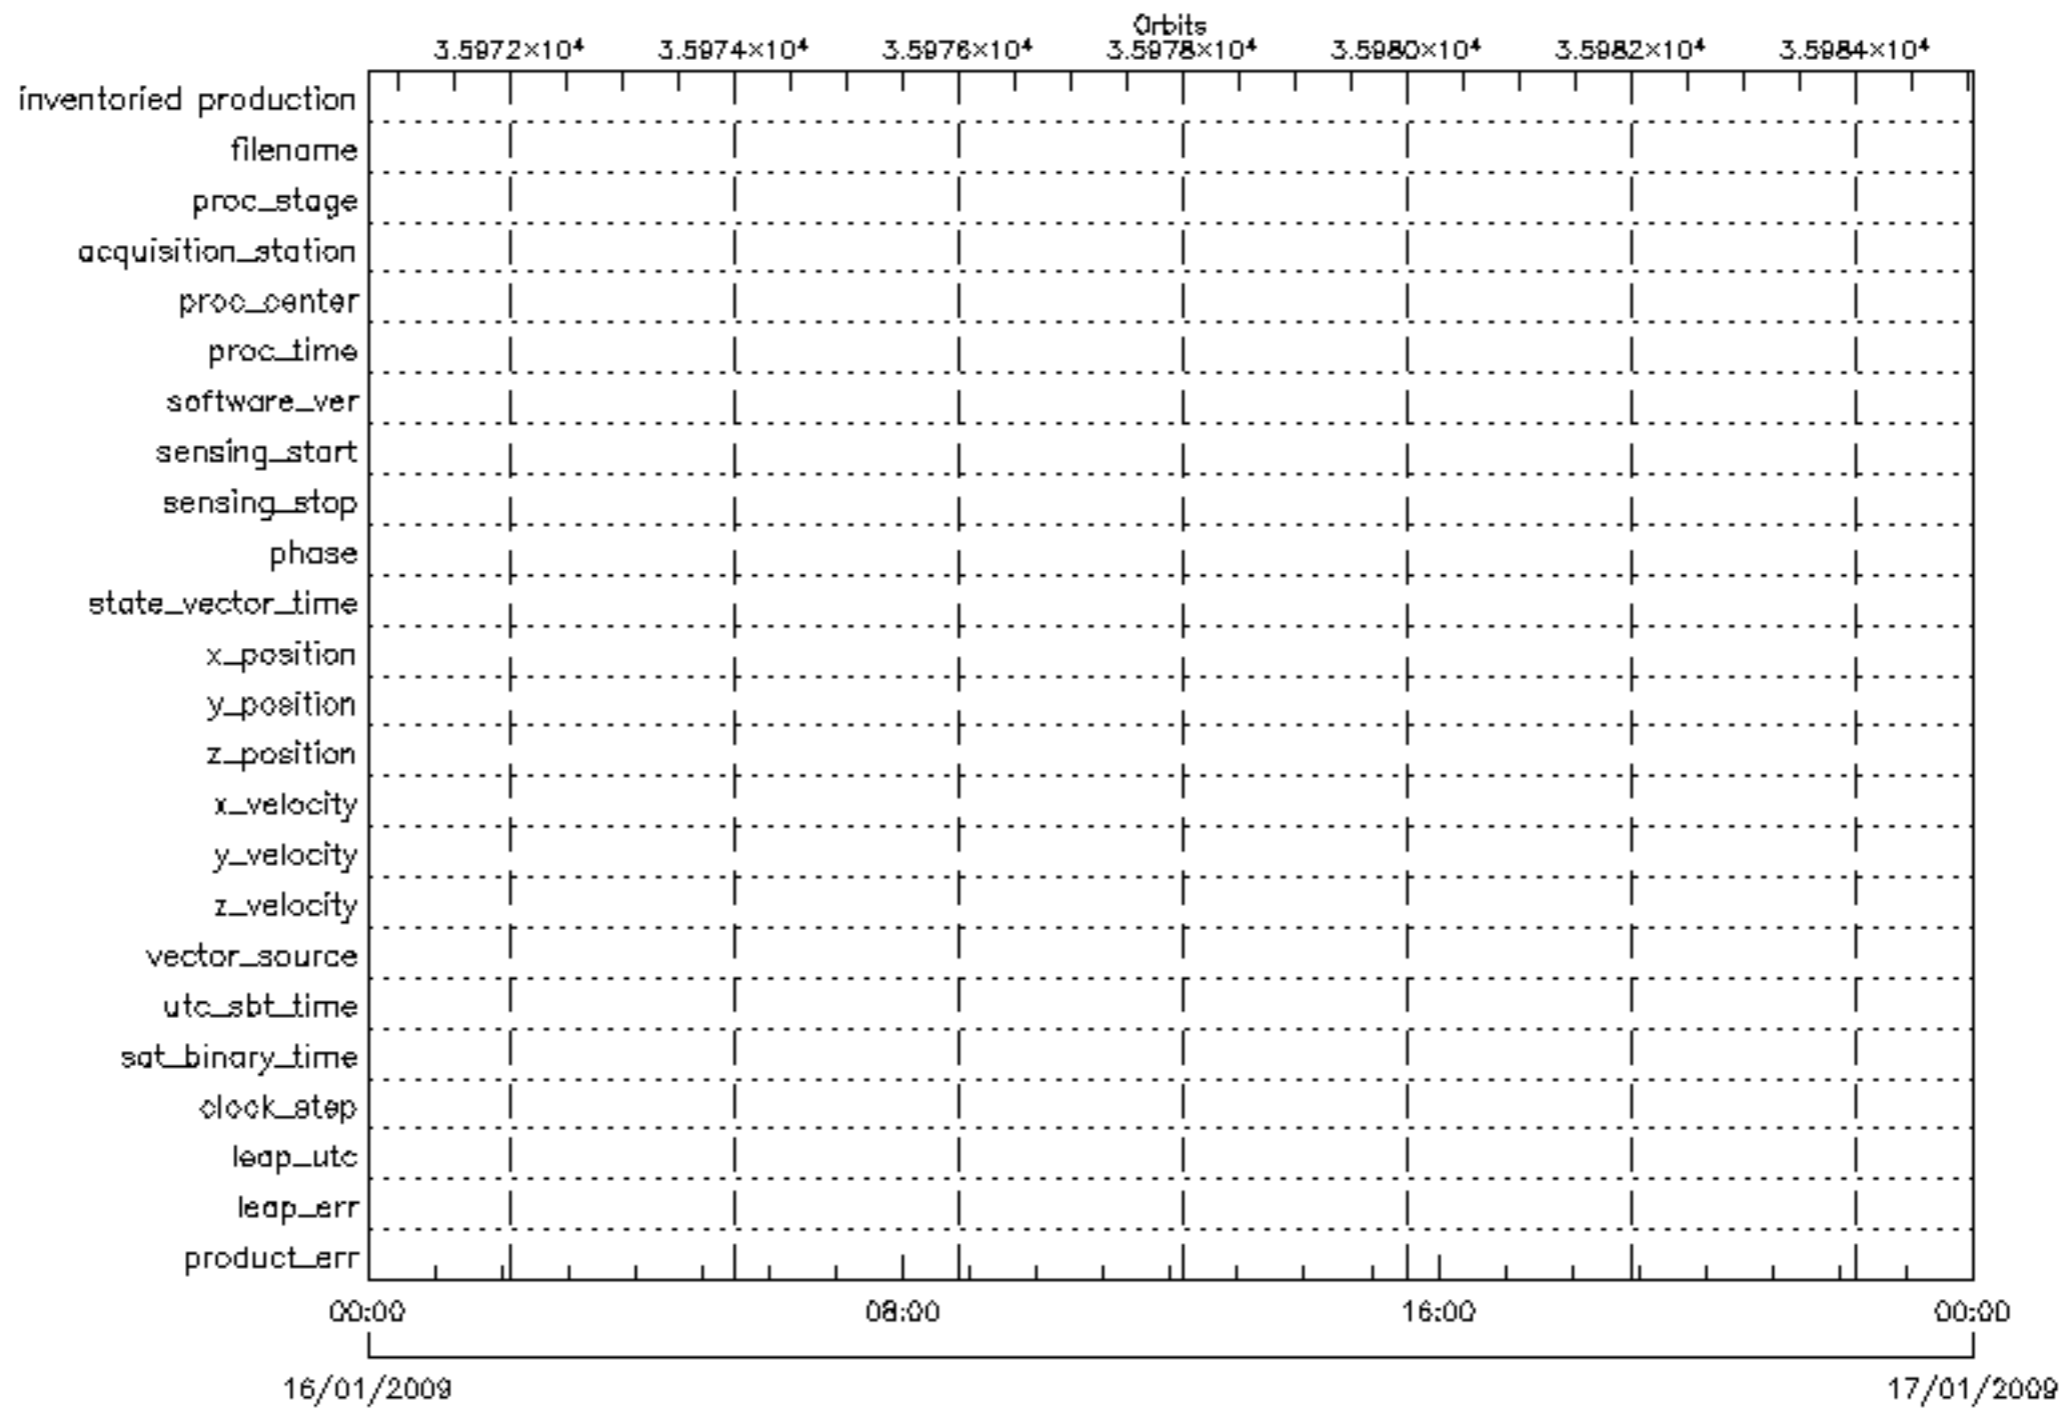 Orbits
3.5972×10⁴ 3.5974×10⁴ 3.5976×10⁴ 3.5978×10⁴ 3.5980×10⁴ 3.5982×10⁴ 3.5984×10⁴
inventoried production
filename
proc_stage
acquisition_station
proc_center
proc_time
software_ver
sensing_start
sensing_stop
phase
state_vector_time
x_position
y_position
z_position
x_velocity
y_velocity
z_velocity
vector_source
utc_sbt_time
sat_binary_time
clock_step
leap_utc
leap_err
product_err
00:00 08:00 16:00 00:00
16/01/2009 17/01/2009